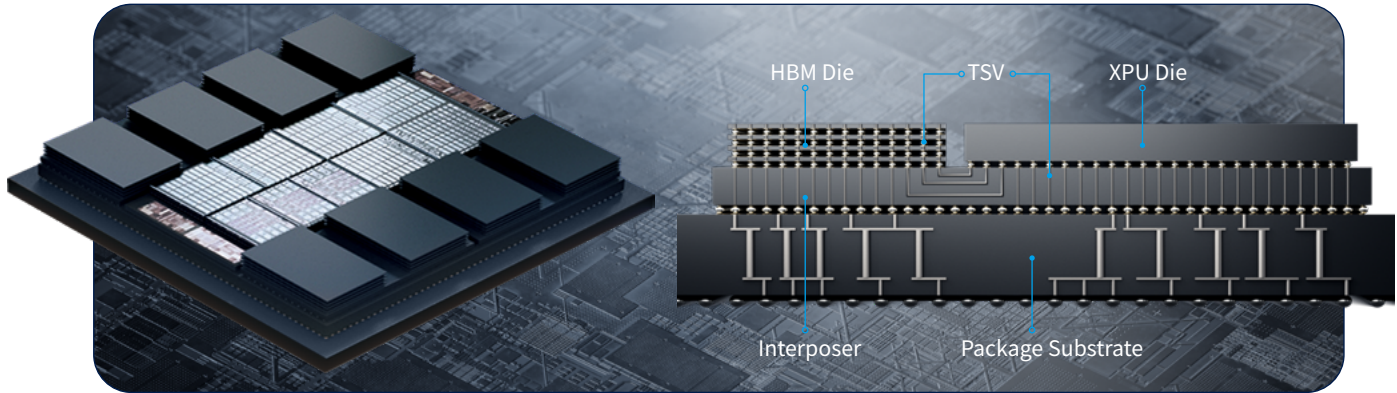 HBM Die
TSV
XPU Die
Interposer
Package Substrate